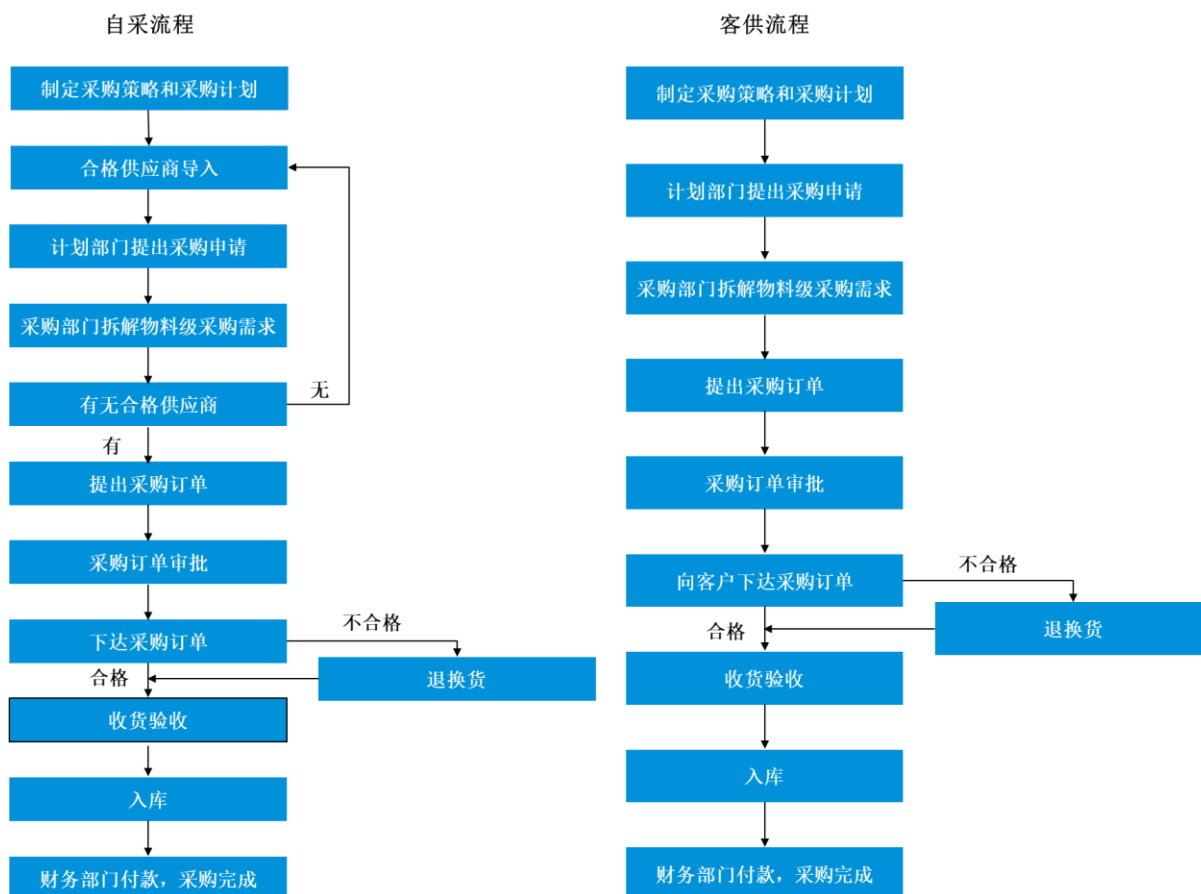 自采流程
制定采购策略和采购计划
合格供应商导入
计划部门提出采购申请
采购部门拆解物料级采购需求
有无合格供应商
无
有
提出采购订单
采购订单审批
下达采购订单
不合格
合格
退换货
收货验收
入库
财务部门付款，采购完成
客供流程
制定采购策略和采购计划
计划部门提出采购申请
采购部门拆解物料级采购需求
提出采购订单
采购订单审批
向客户下达采购订单
不合格
合格
退换货
收货验收
入库
财务部门付款，采购完成